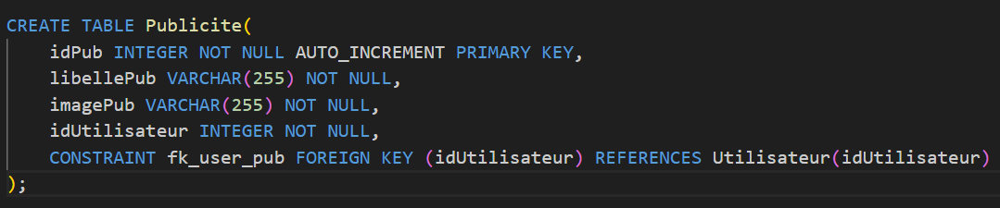 CREATE TABLE Publicite(
    idPub INTEGER NOT NULL AUTO_INCREMENT PRIMARY KEY,
    libellePub VARCHAR(255) NOT NULL,
    imagePub VARCHAR(255) NOT NULL,
    idUtilisateur INTEGER NOT NULL,
    CONSTRAINT fk_user_pub FOREIGN KEY (idUtilisateur) REFERENCES Utilisateur(idUtilisateur)
);